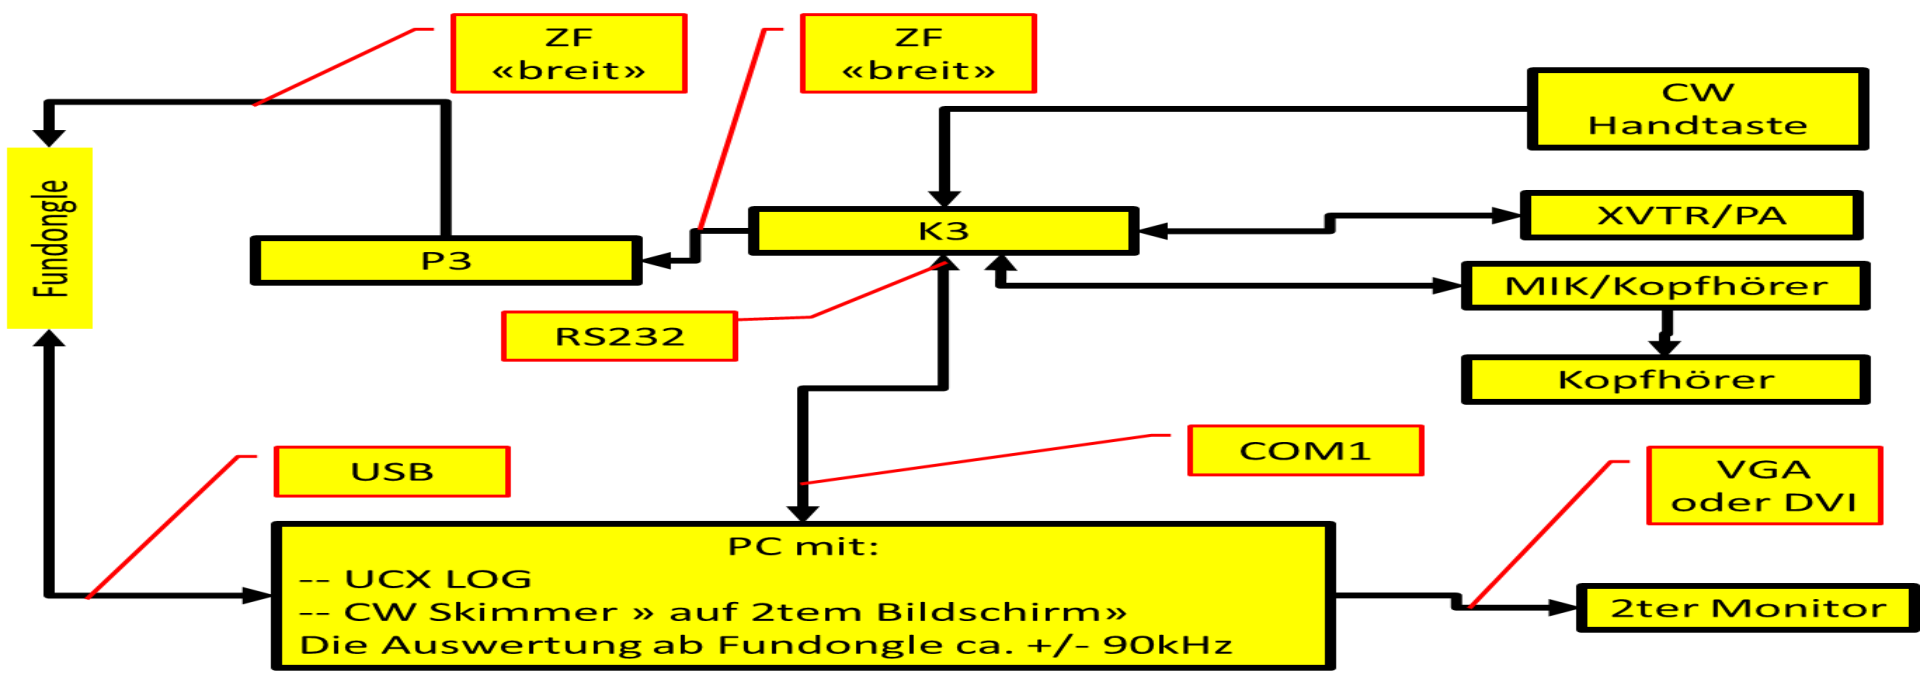 ZF
«breit»
ZF
«breit»
CW
Handtaste
Fundongle
K3
XVTR/PA
P3
MIK/Kopfhörer
RS232
Kopfhörer
USB
COM1
VGA
oder DVI
PC mit:
-- UCX LOG
-- CW Skimmer » auf 2tem Bildschirm»
Die Auswertung ab Fundongle ca. +/- 90kHz
2ter Monitor